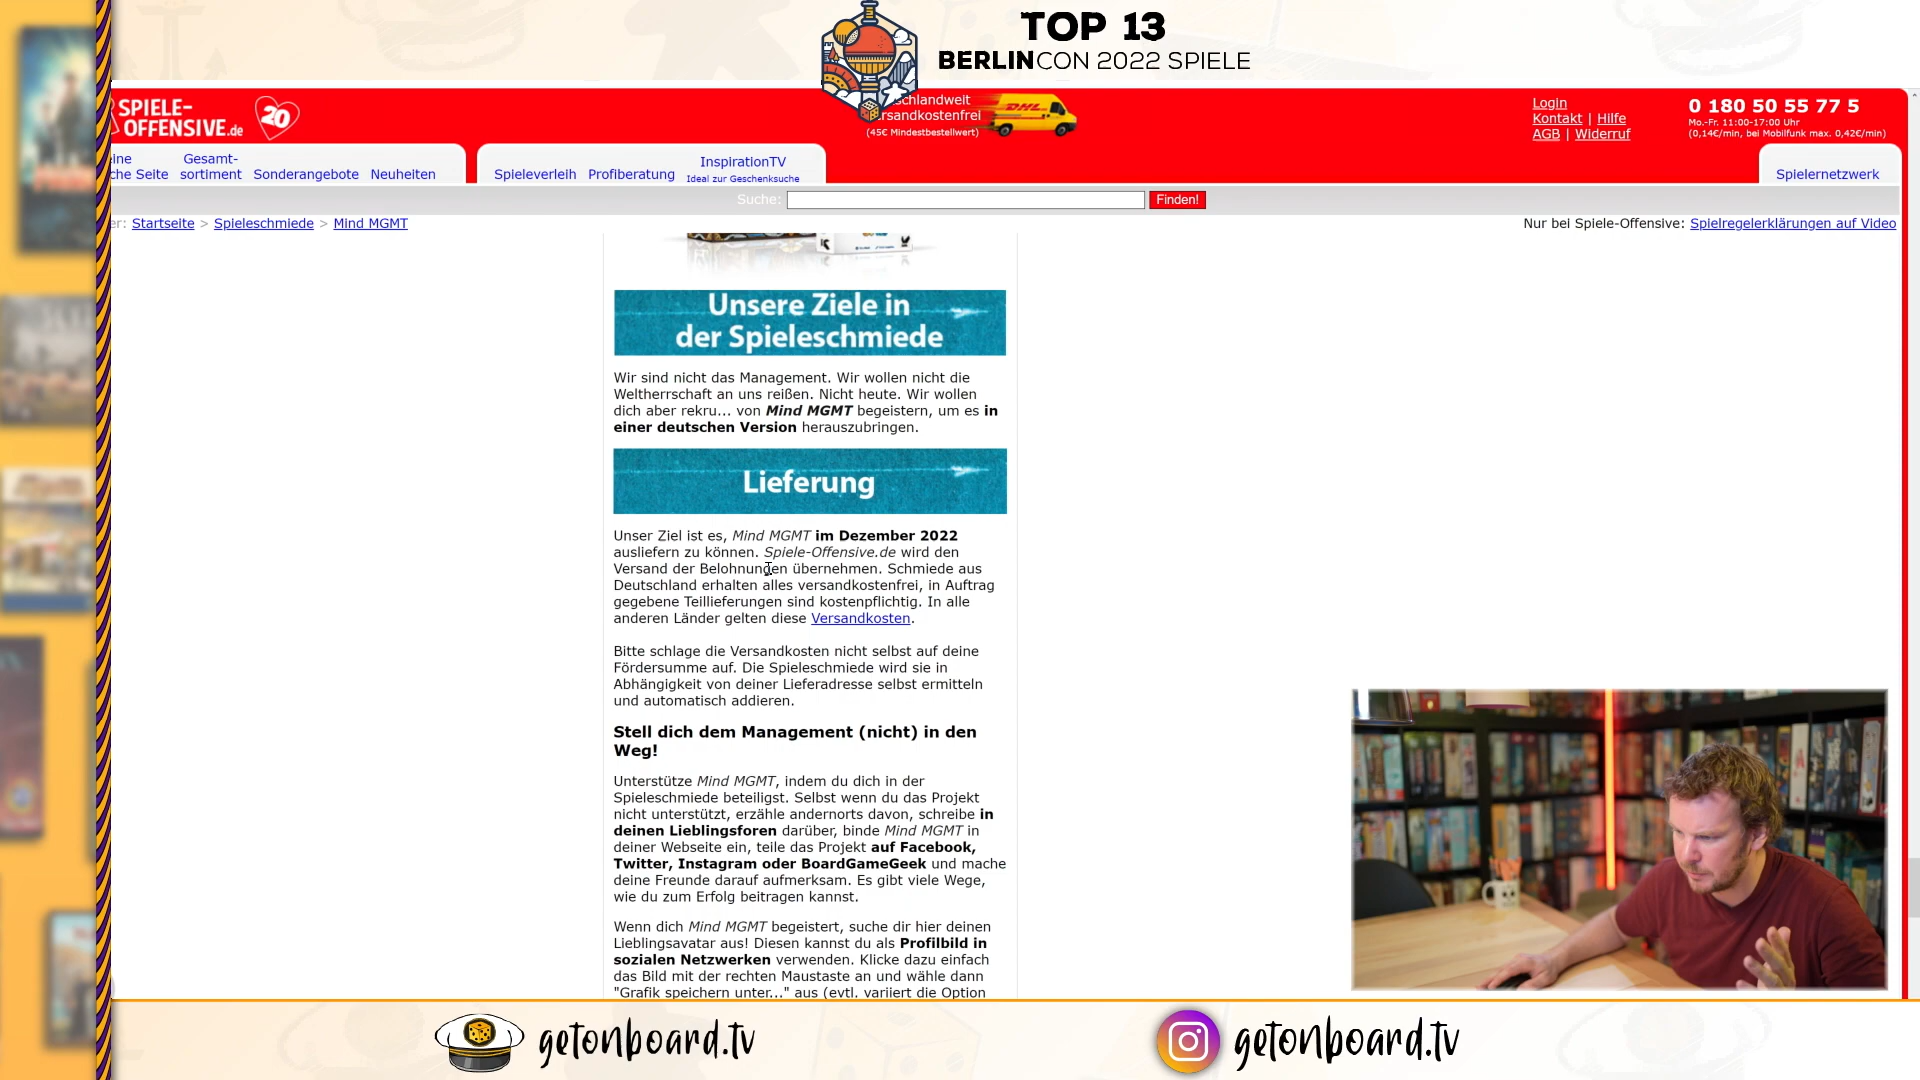 TOP 13
BERLINCON 2022 SPIELE
SPIELE-
OFFENSIVE.de
20
schlandweit
rsandkostenfrei
(45€ Mindestbestellwert)
DHL
Login
Kontakt | Hilfe
AGB | Widerruf
0 180 50 55 77 5
Mo.-Fr. 11:00-17:00 Uhr
(0,14€/min, bei Mobilfunk max. 0,42€/min)
ine
che Seite
Gesamt-
sortiment
Sonderangebote
Neuheiten
Spieleverleih
Profiberatung
InspirationTV
Ideal zur Geschenksuche
Spielernetzwerk
Suche:
Finden!
er: Startseite > Spieleschmiede > Mind MGMT
Nur bei Spiele-Offensive: Spielregelerklärungen auf Video
Unsere Ziele in
der Spieleschmiede
Wir sind nicht das Management. Wir wollen nicht die
Weltherrschaft an uns reißen. Nicht heute. Wir wollen
dich aber rekru... von Mind MGMT begeistern, um es in
einer deutschen Version herauszubringen.
Lieferung
Unser Ziel ist es, Mind MGMT im Dezember 2022
ausliefern zu können. Spiele-Offensive.de wird den
Versand der Belohnungen übernehmen. Schmiede aus
Deutschland erhalten alles versandkostenfrei, in Auftrag
gegebene Teillieferungen sind kostenpflichtig. In alle
anderen Länder gelten diese Versandkosten.
Bitte schlage die Versandkosten nicht selbst auf deine
Fördersumme auf. Die Spieleschmiede wird sie in
Abhängigkeit von deiner Lieferadresse selbst ermitteln
und automatisch addieren.
Stell dich dem Management (nicht) in den
Weg!
Unterstütze Mind MGMT, indem du dich in der
Spieleschmiede beteiligst. Selbst wenn du das Projekt
nicht unterstützt, erzähle andernorts davon, schreibe in
deinen Lieblingsforen darüber, binde Mind MGMT in
deiner Webseite ein, teile das Projekt auf Facebook,
Twitter, Instagram oder BoardGameGeek und mache
deine Freunde darauf aufmerksam. Es gibt viele Wege,
wie du zum Erfolg beitragen kannst.
Wenn dich Mind MGMT begeistert, suche dir hier deinen
Lieblingsavatar aus! Diesen kannst du als Profilbild in
sozialen Netzwerken verwenden. Klicke dazu einfach
das Bild mit der rechten Maustaste an und wähle dann
"Grafik speichern unter..." aus (evtl. variiert die Option
getonboard.tv
getonboard.tv